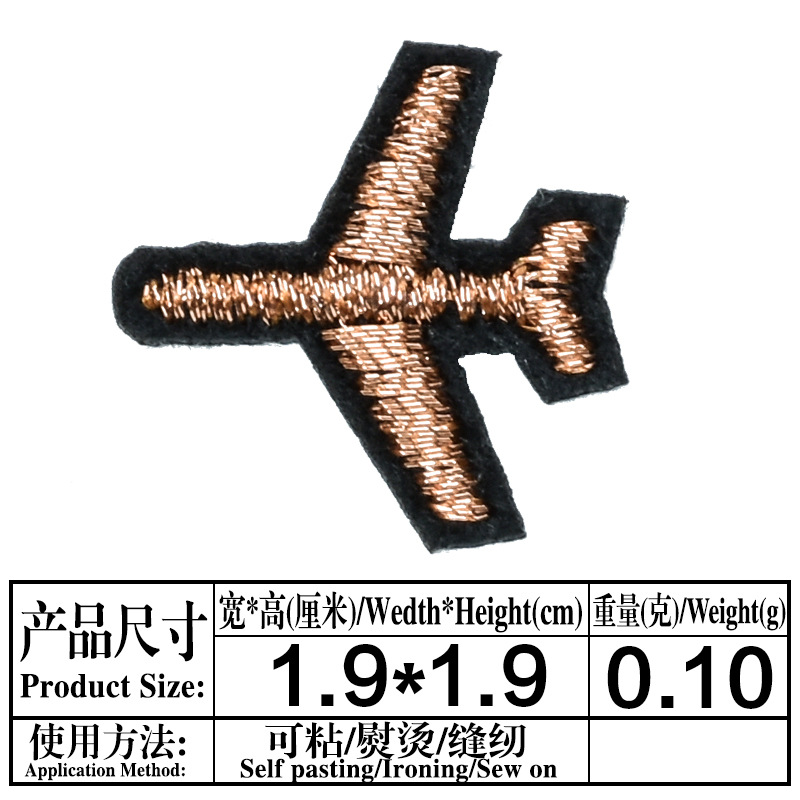 产品尺寸
Product Size:
宽*高(厘米)/Wedth*Height(cm)
重量(克)/Weight(g)
1.9*1.9
0.10
使用方法:
Application Method:
可粘/熨烫/缝纫
Self pasting/Ironing/Sew on